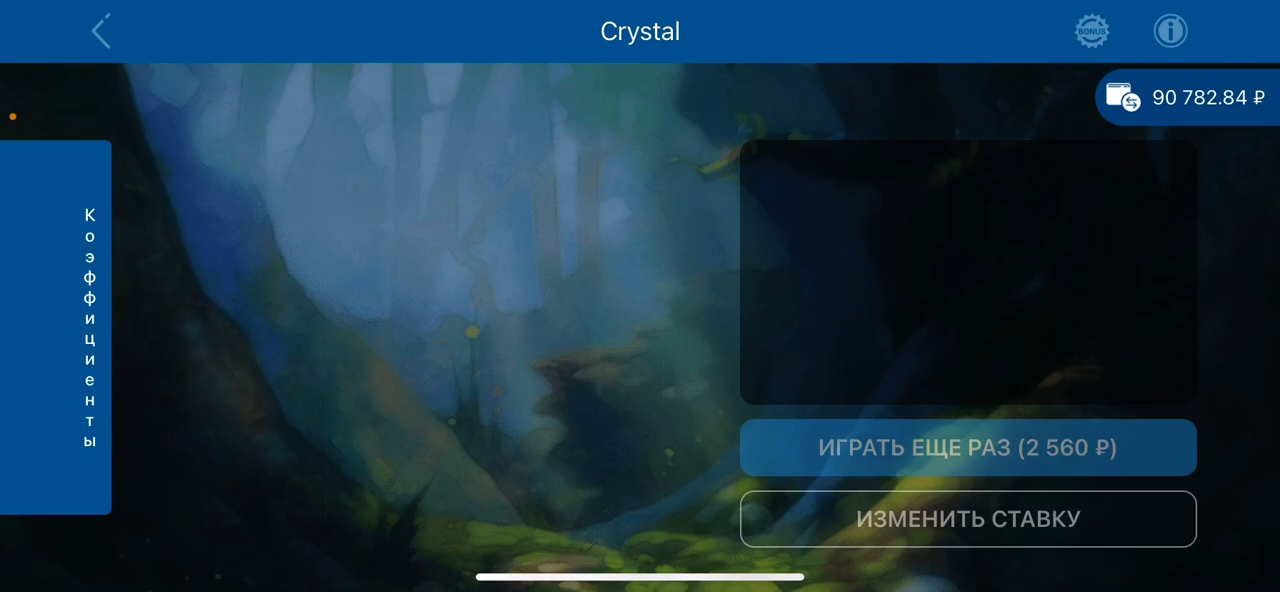 Crystal
BONUS
90 782.84 ₽
Коэффициенты
ИГРАТЬ ЕЩЕ РАЗ (2 560 ₽)
ИЗМЕНИТЬ СТАВКУ